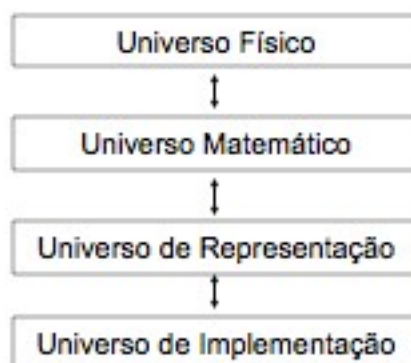 Universo Físico
Universo Matemático
Universo de Representação
Universo de Implementação